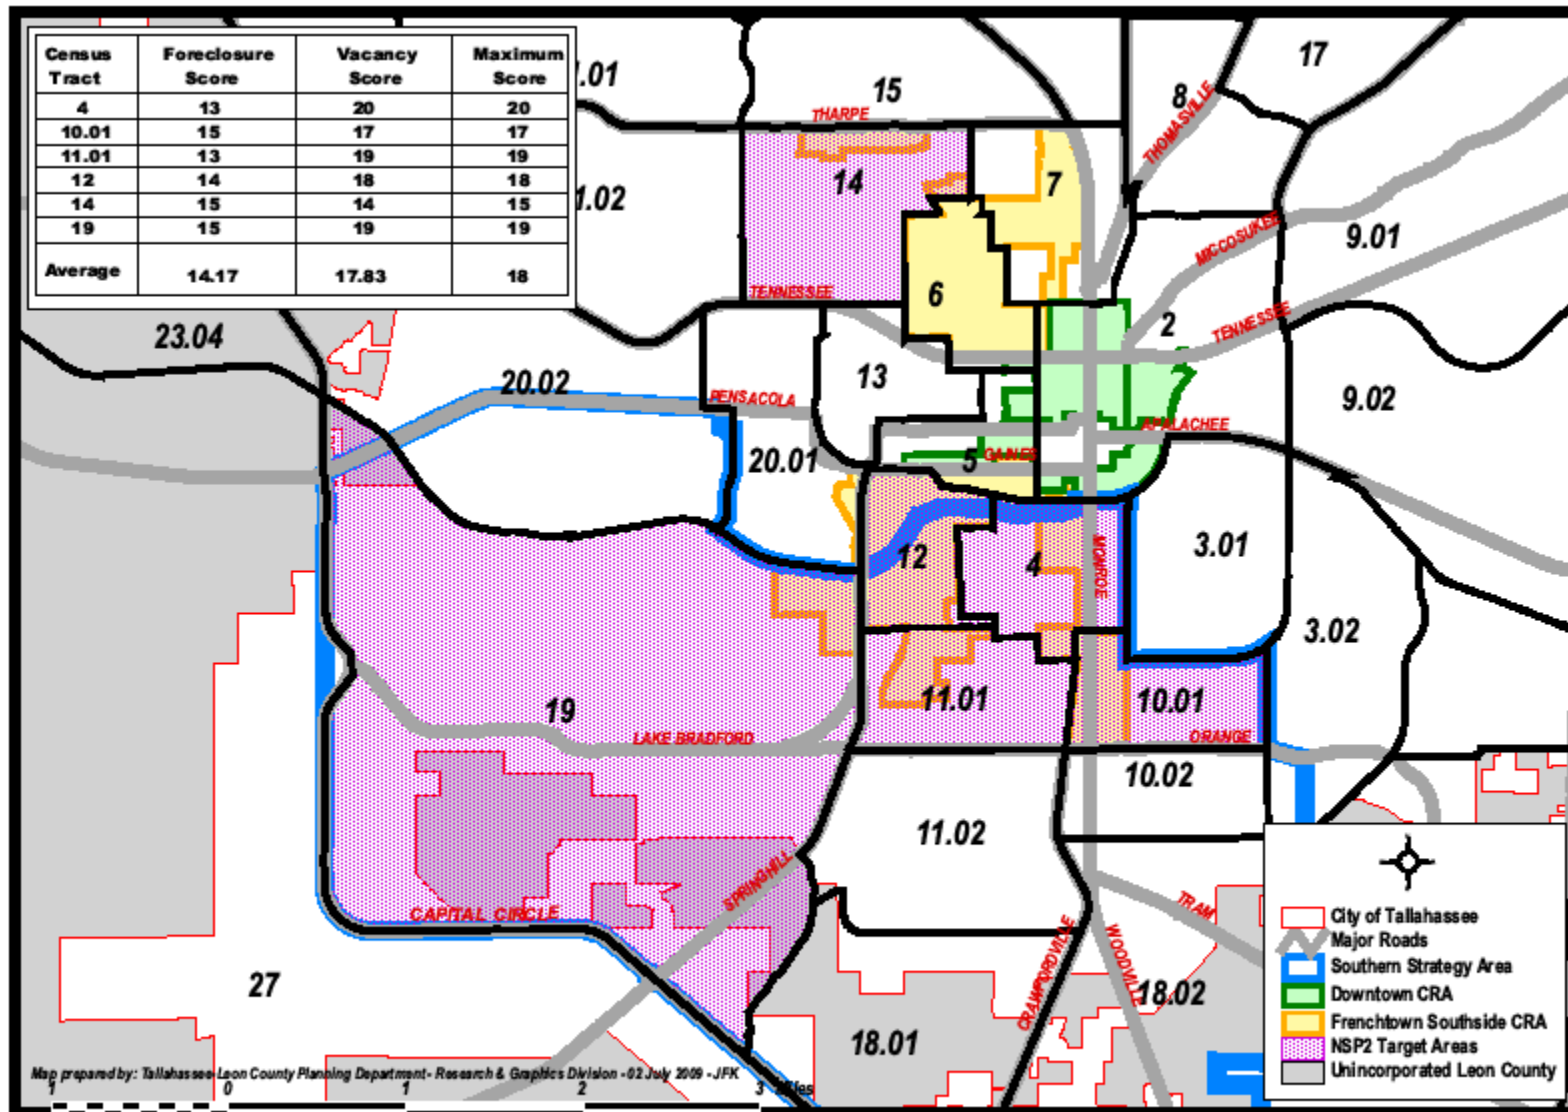 Census Foreclosure Vacancy Maximum
Tract Score Score Score
4 13 20 20
10.01 15 17 17
11.01 13 19 19
12 14 18 18
14 15 14 15
19 15 19 19
Average 14.17 17.83 18
.01
15
8
17
THARPE
THOMASVILLE
14
7
1.02
MICCOSUKEE
9.01
6
TENNESSEE
2
TENNESSEE
23.04
20.02
13
PENSACOLA
9.02
APALACHEE
20.01
5
GAINES
12
4
MONROE
3.01
3.02
19
11.01
10.01
LAKE BRADFORD
ORANGE
10.02
11.02
SPRINGHILL
CAPITAL CIRCLE
TRAM
CRAWFORDVILLE
WOODVILLE
27
18.02
18.01
City of Tallahassee
Major Roads
Southern Strategy Area
Downtown CRA
Frenchtown Southside CRA
NSP2 Target Areas
Unincorporated Leon County
Map prepared by: Tallahassee-Leon County Planning Department - Research & Graphics Division - 02 July 2009 - JFK
1 0 1 2 3 Miles